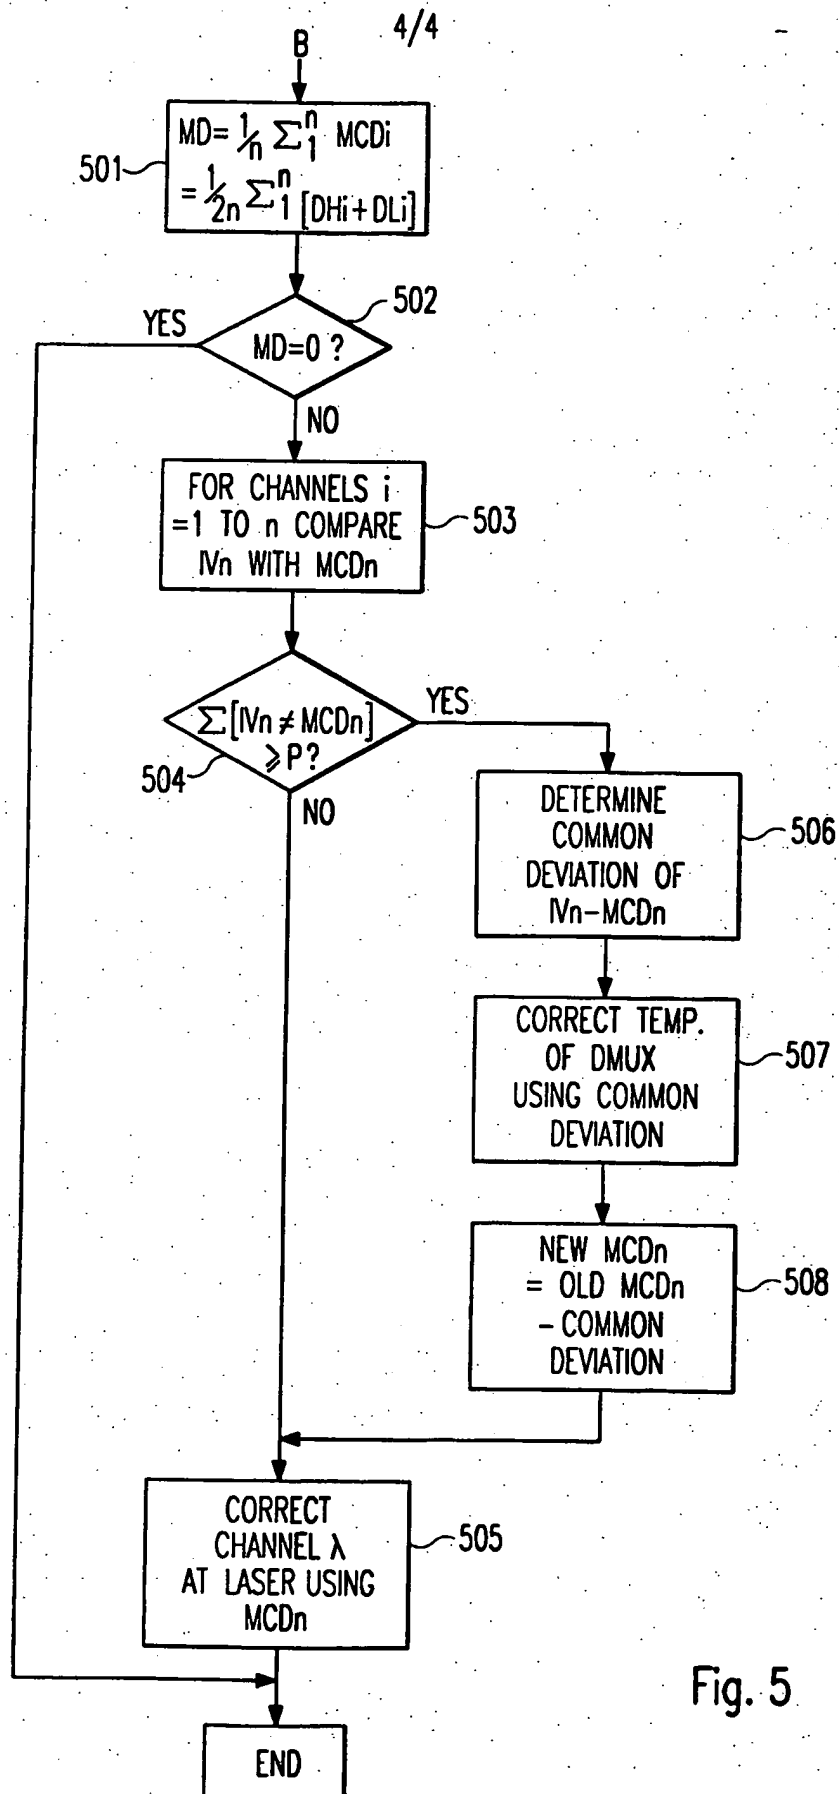 4/4
B
MD= 1/n Σ 1 n MCDi
= 1/2n Σ 1 n [DHi+DLi]
501
502
YES
MD=0 ?
NO
FOR CHANNELS i
=1 TO n COMPARE
IVn WITH MCDn
503
YES
Σ[IVn ≠ MCDn]
⩾P?
504
NO
DETERMINE
COMMON
DEVIATION OF
IVn-MCDn
506
CORRECT TEMP.
OF DMUX
USING COMMON
DEVIATION
507
NEW MCDn
= OLD MCDn
- COMMON
DEVIATION
508
CORRECT
CHANNEL λ
AT LASER USING
MCDn
505
Fig. 5
END